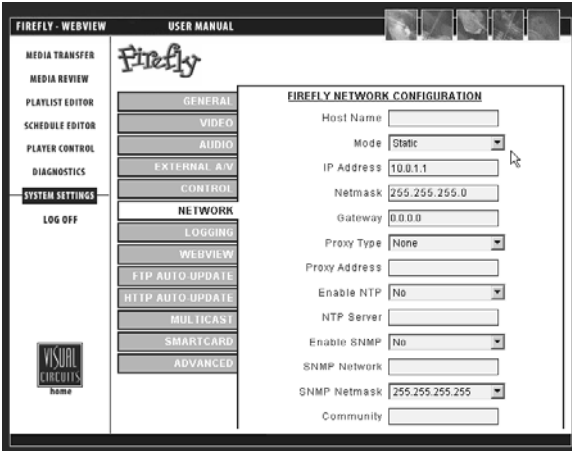 FIREFLY - WEBVIEW USER MANUAL
MEDIA TRANSFER
MEDIA REVIEW
PLAYLIST EDITOR
SCHEDULE EDITOR
PLAYER CONTROL
DIAGNOSTICS
SYSTEM SETTINGS
LOG OFF
VISUAL
CIRCUITS
home
Firefly
GENERAL
VIDEO
AUDIO
EXTERNAL A/V
CONTROL
NETWORK
LOGGING
WEBVIEW
FTP AUTO UPDATE
HTTP AUTO UPDATE
MULTICAST
SMARTCARD
ADVANCED
FIREFLY NETWORK CONFIGURATION
Host Name
Mode Static
IP Address 10.0.1.1
Netmask 255.255.255.0
Gateway 0.0.0.0
Proxy Type None
Proxy Address
Enable NTP No
NTP Server
Enable SNMP No
SNMP Network
SNMP Netmask 255.255.255.255
Community